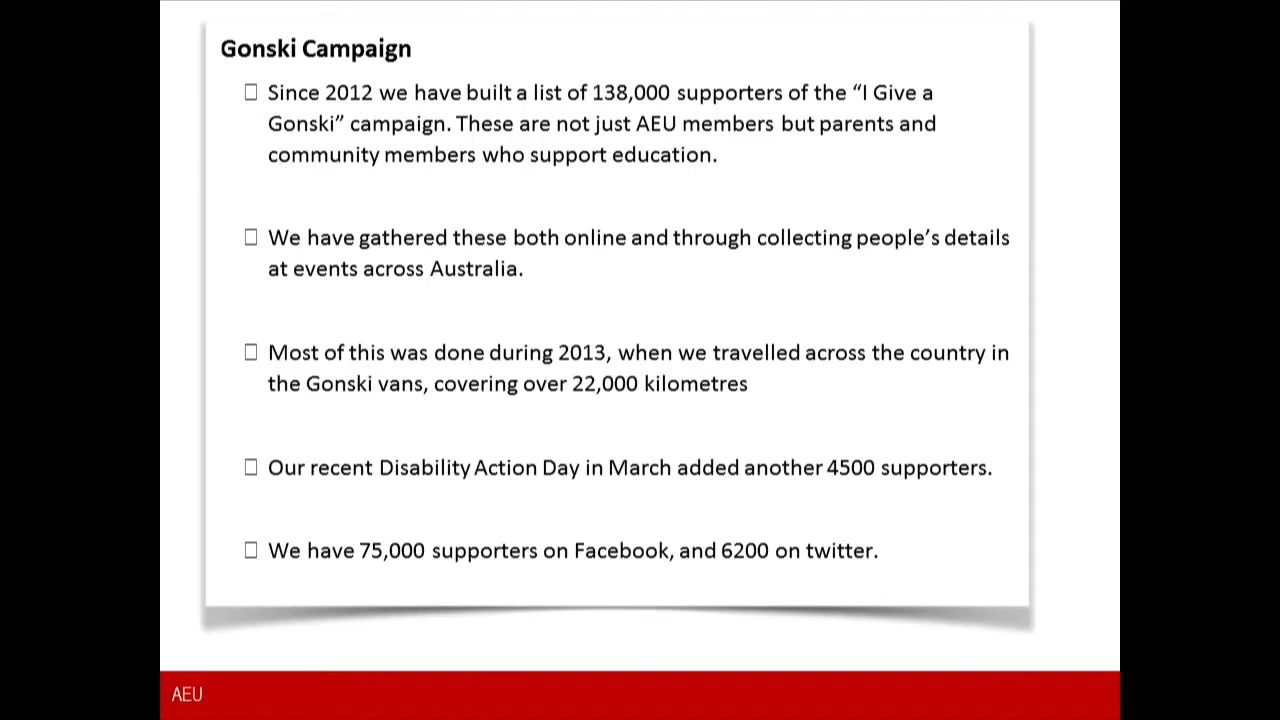 Gonski Campaign
Since 2012 we have built a list of 138,000 supporters of the “I Give a
Gonski” campaign. These are not just AEU members but parents and
community members who support education.
We have gathered these both online and through collecting people’s details
at events across Australia.
Most of this was done during 2013, when we travelled across the country in
the Gonski vans, covering over 22,000 kilometres
Our recent Disability Action Day in March added another 4500 supporters.
We have 75,000 supporters on Facebook, and 6200 on twitter.
AEU